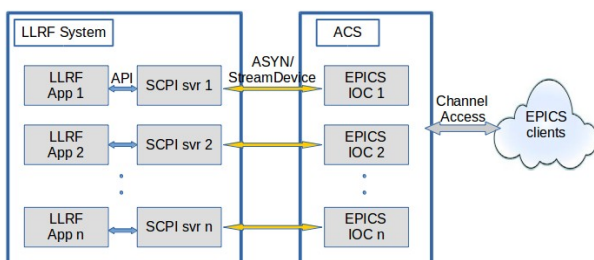 LLRF System
ACS
LLRF
App 1
API
SCPI svr 1
ASYN/
StreamDevice
EPICS
IOC 1
LLRF
App 2
SCPI svr 2
EPICS
IOC 2
Channel
Access
EPICS
clients
LLRF
App n
SCPI svr n
EPICS
IOC n